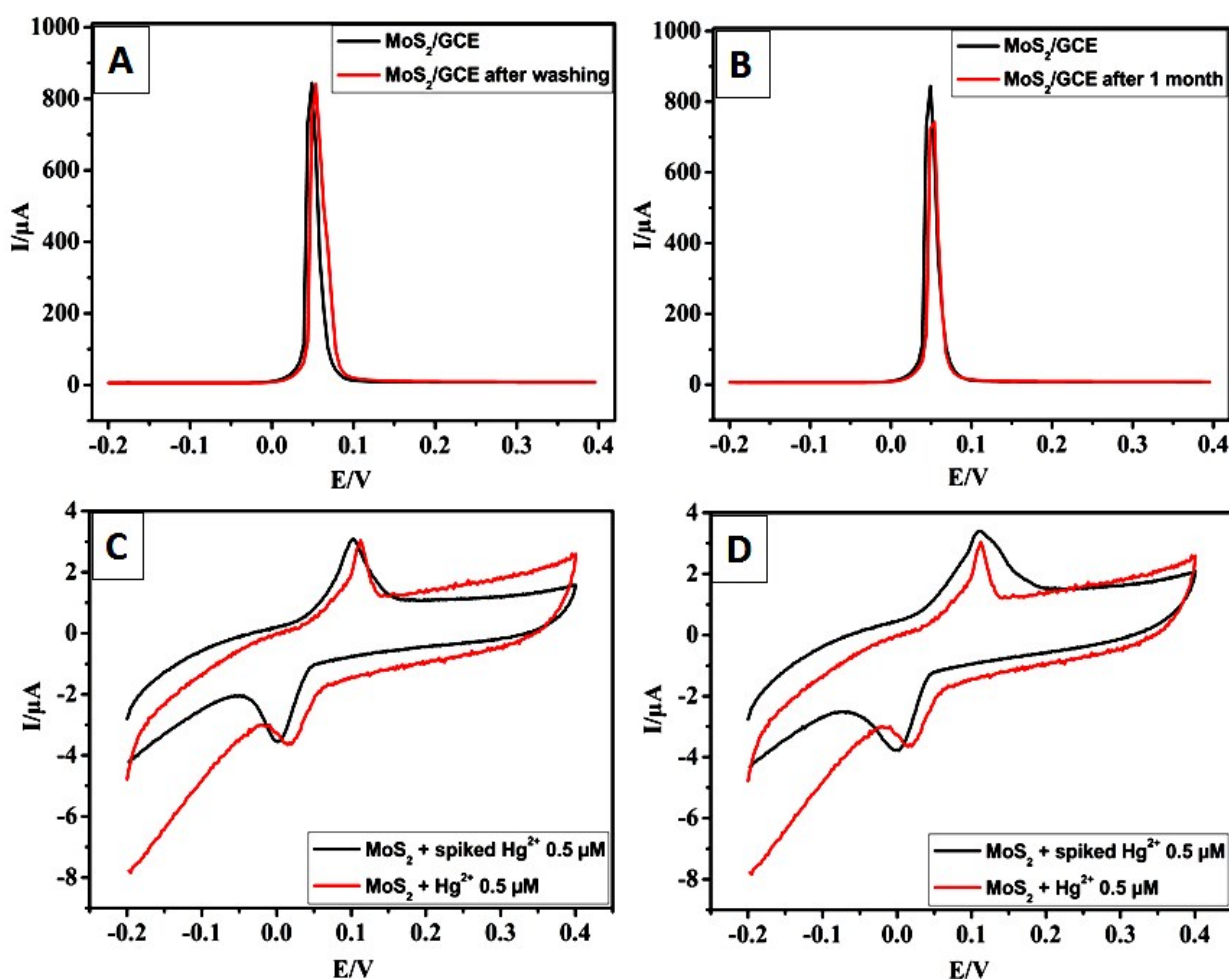 A
MoS₂/GCE
MoS₂/GCE after washing
1000
800
600
400
200
0
I/µA
-0.2 -0.1 0.0 0.1 0.2 0.3 0.4
E/V
B
MoS₂/GCE
MoS₂/GCE after 1 month
1000
800
600
400
200
0
I/µA
-0.2 -0.1 0.0 0.1 0.2 0.3 0.4
E/V
C
4
2
0
-2
-4
-6
-8
I/µA
MoS₂ + spiked Hg²⁺ 0.5 µM
MoS₂ + Hg²⁺ 0.5 µM
-0.2 -0.1 0.0 0.1 0.2 0.3 0.4
E/V
D
4
2
0
-2
-4
-6
-8
I/µA
MoS₂ + spiked Hg²⁺ 0.5 µM
MoS₂ + Hg²⁺ 0.5 µM
-0.2 -0.1 0.0 0.1 0.2 0.3 0.4
E/V